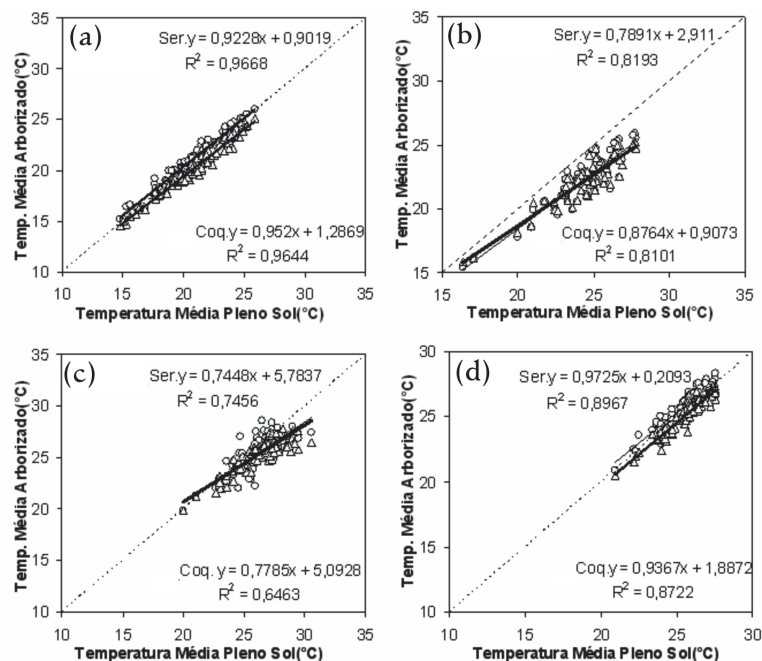 (a)
Ser.y = 0,9228x + 0,9019
R² = 0,9668
Coq.y = 0,952x + 1,2869
R² = 0,9644
Temp. Média Arborizado(°C)
35
30
25
20
15
10
10 15 20 25 30 35
Temperatura Média Pleno Sol(°C)
(b)
Ser.y = 0,7891x + 2,911
R² = 0,8193
Coq.y = 0,8764x + 0,9073
R² = 0,8101
Temp. Média Arborizado(°C)
35
30
25
20
15
15 20 25 30 35
Temperatura Média Pleno Sol(°C)
(c)
Ser.y = 0,7448x + 5,7837
R² = 0,7456
Coq. y = 0,7785x + 5,0928
R² = 0,6463
Temp. Média Arborizado(°C)
35
30
25
20
15
10
10 15 20 25 30 35
Temperatura Média Pleno Sol(°C)
(d)
Ser.y = 0,9725x + 0,2093
R² = 0,8967
Coq.y = 0,9367x + 1,8872
R² = 0,8722
Temp. Média Arborizado(°C)
30
25
20
15
10
10 15 20 25 30
Temperatura Média Pleno Sol(°C)